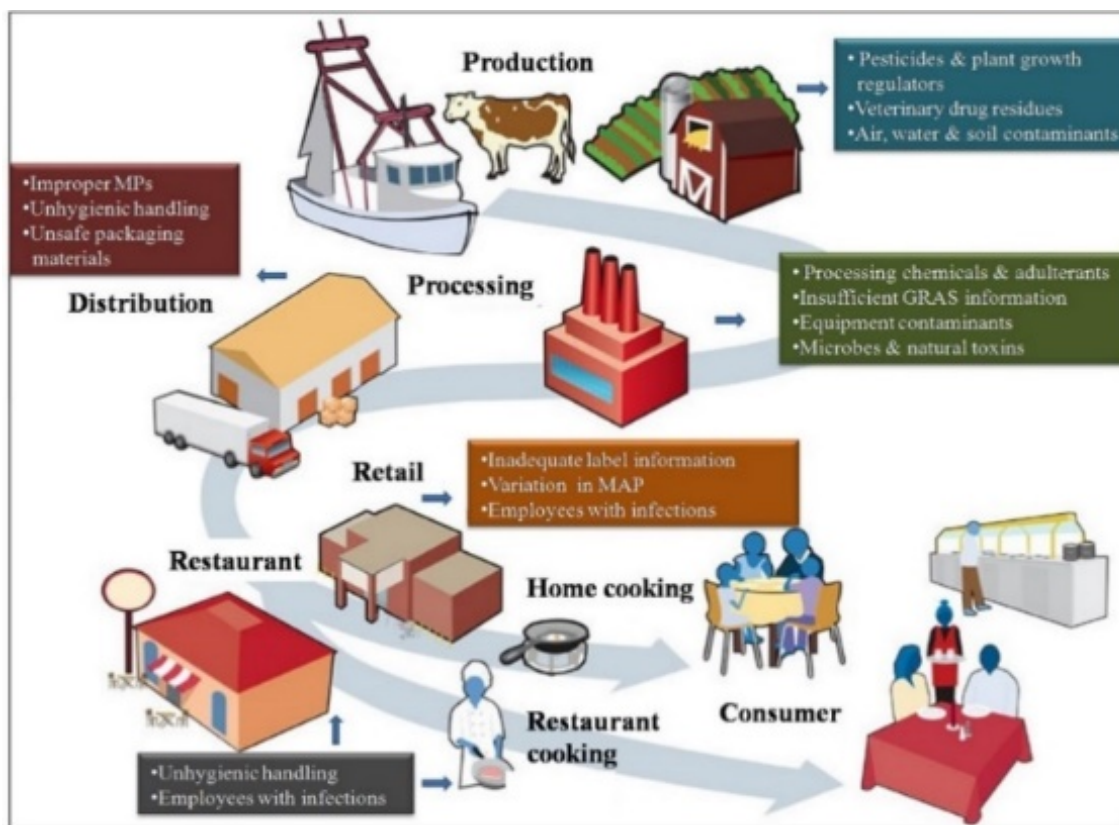 Production
•Pesticides & plant growth
regulators
•Veterinary drug residues
•Air, water & soil contaminants
•Improper MPs
•Unhygienic handling
•Unsafe packaging
materials
Distribution
Processing
•Processing chemicals & adulterants
•Insufficient GRAS information
•Equipment contaminants
•Microbes & natural toxins
Retail
•Inadequate label information
•Variation in MAP
•Employees with infections
Restaurant
Home cooking
Restaurant
cooking
Consumer
•Unhygienic handling
•Employees with infections